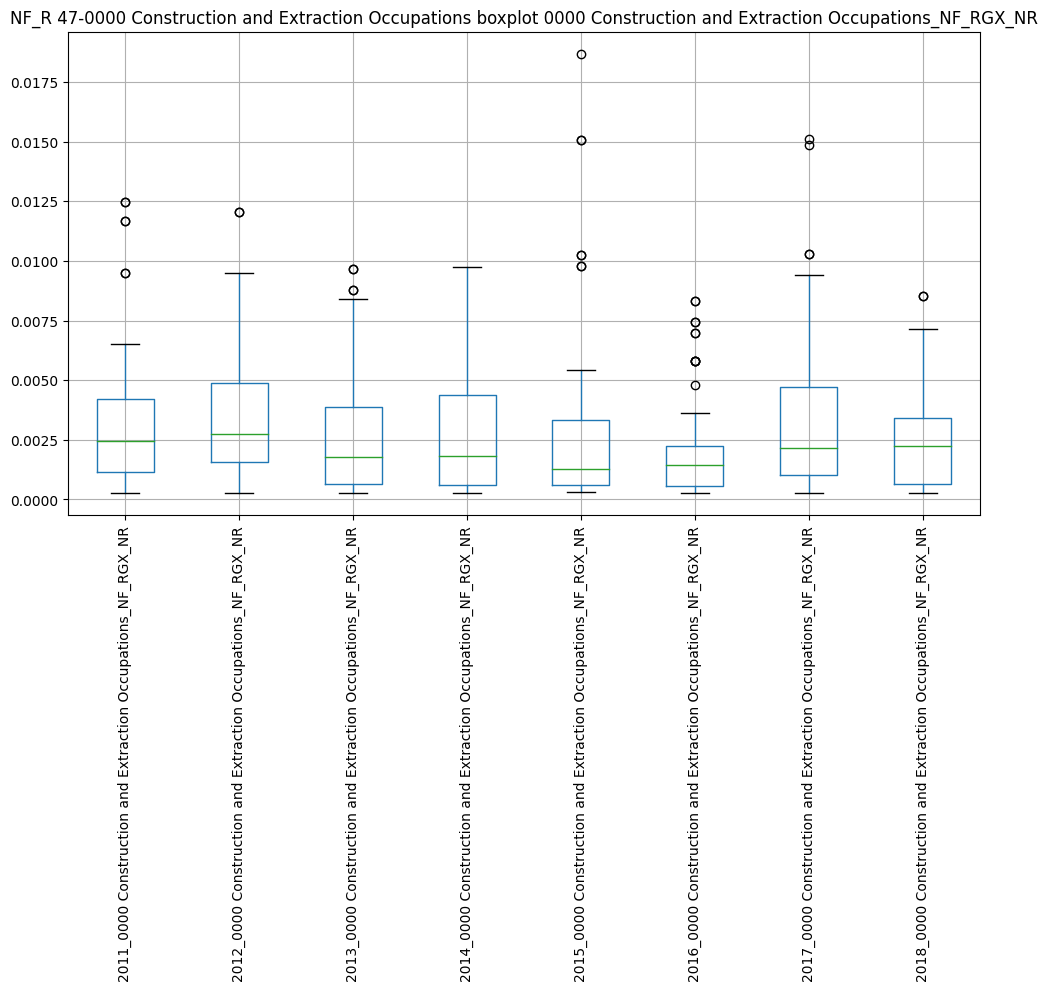 NF_R 47-0000 Construction and Extraction Occupations boxplot 0000 Construction and Extraction Occupations_NF_RGX_NR
0.0175
0.0150
0.0125
0.0100
0.0075
0.0050
0.0025
0.0000
2011_0000 Construction and Extraction Occupations_NF_RGX_NR
2012_0000 Construction and Extraction Occupations_NF_RGX_NR
2013_0000 Construction and Extraction Occupations_NF_RGX_NR
2014_0000 Construction and Extraction Occupations_NF_RGX_NR
2015_0000 Construction and Extraction Occupations_NF_RGX_NR
2016_0000 Construction and Extraction Occupations_NF_RGX_NR
2017_0000 Construction and Extraction Occupations_NF_RGX_NR
2018_0000 Construction and Extraction Occupations_NF_RGX_NR